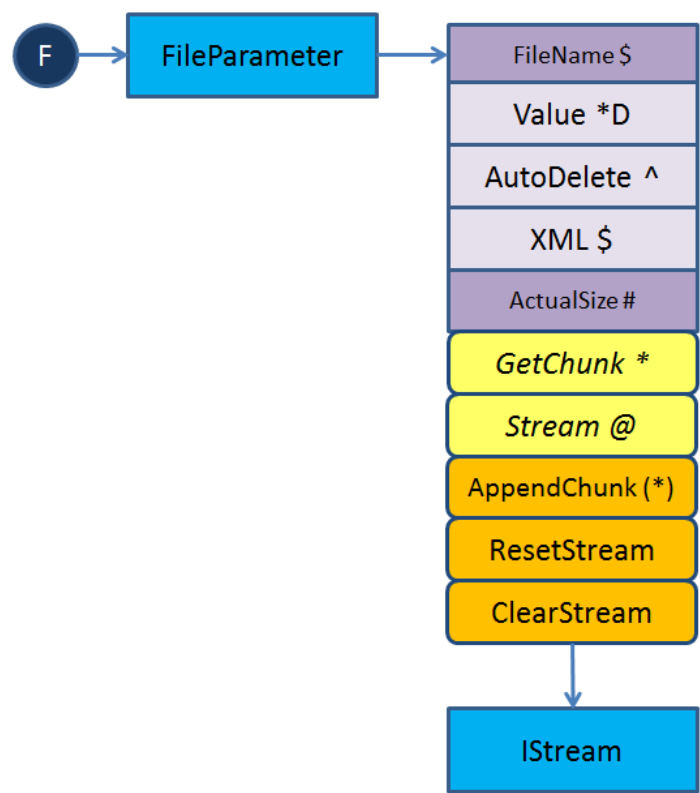 F
FileParameter
FileName $
Value *D
AutoDelete ^
XML $
ActualSize #
GetChunk *
Stream @
AppendChunk (*)
ResetStream
ClearStream
IStream